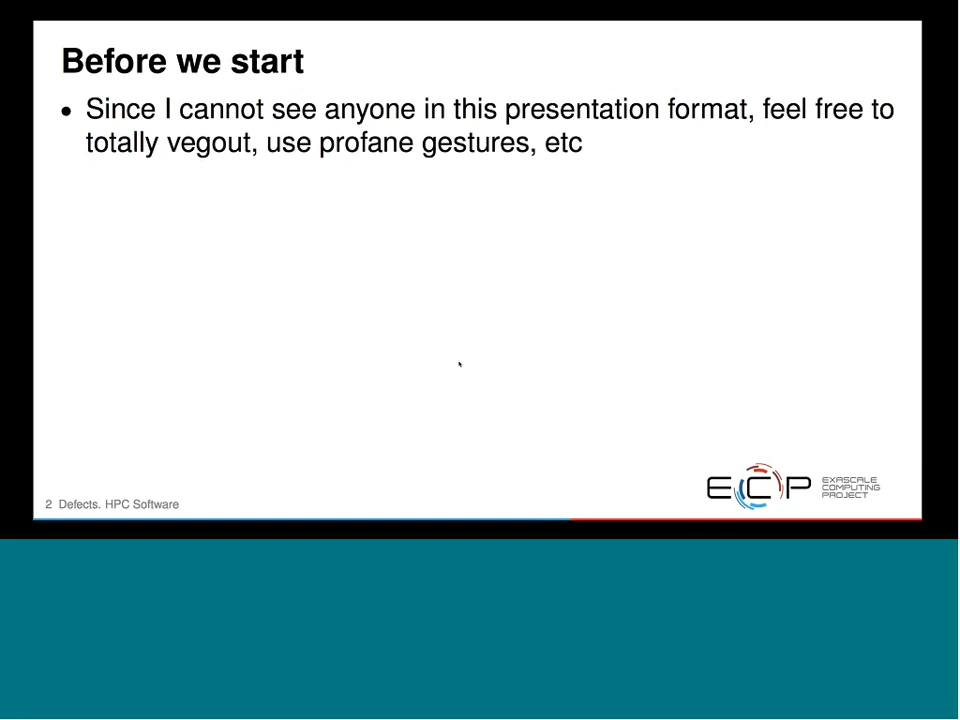 Before we start
• Since I cannot see anyone in this presentation format, feel free to
totally vegout, use profane gestures, etc
2 Defects. HPC Software
ECP
EXASCALE
COMPUTING
PROJECT